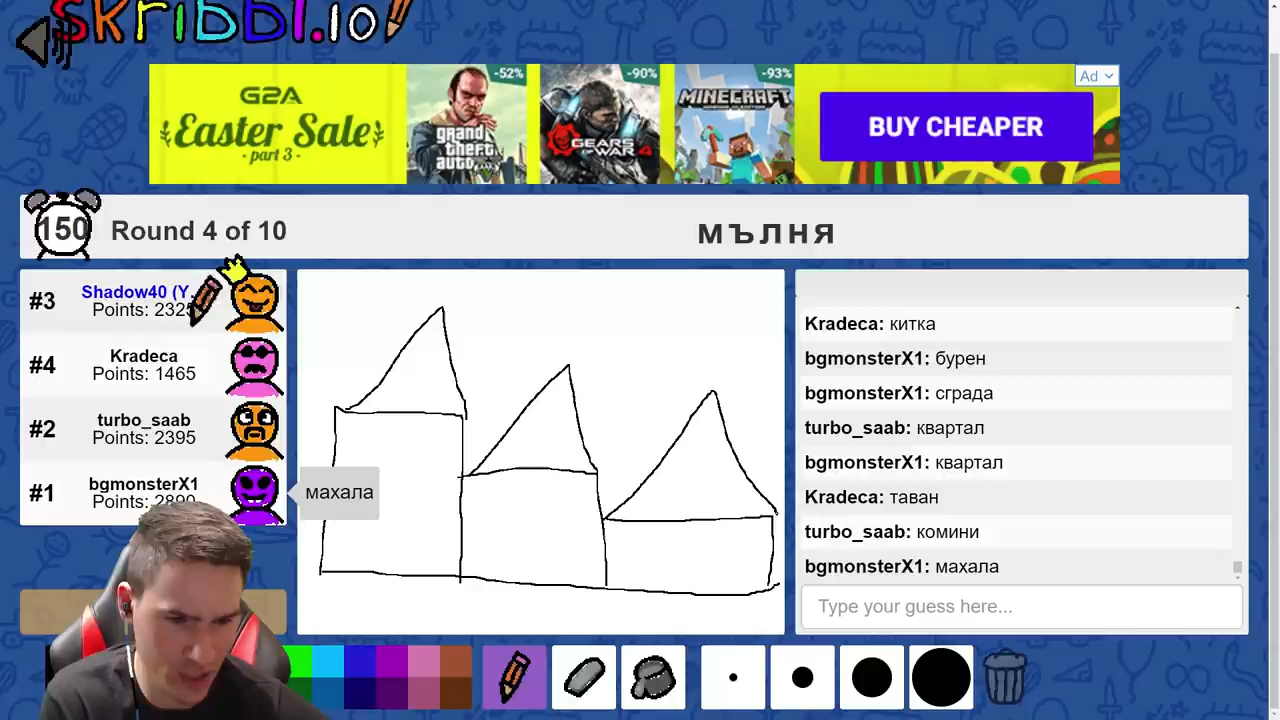 skribbl.io
G2A
Easter Sale
- part 3 -
-52%
grand
theft
auto
-90%
GEARS
OF WAR 4
-93%
MINECRAFT
Ad
BUY CHEAPER
150
Round 4 of 10
мълня
#3
Shadow40 (Y...
Points: 2325
#4
Kradeca
Points: 1465
#2
turbo_saab
Points: 2395
#1
bgmonsterX1
Points: 2890
махала
Kradeca: китка
bgmonsterX1: бурен
bgmonsterX1: сграда
turbo_saab: квартал
bgmonsterX1: квартал
Kradeca: таван
turbo_saab: комини
bgmonsterX1: махала
Type your guess here...